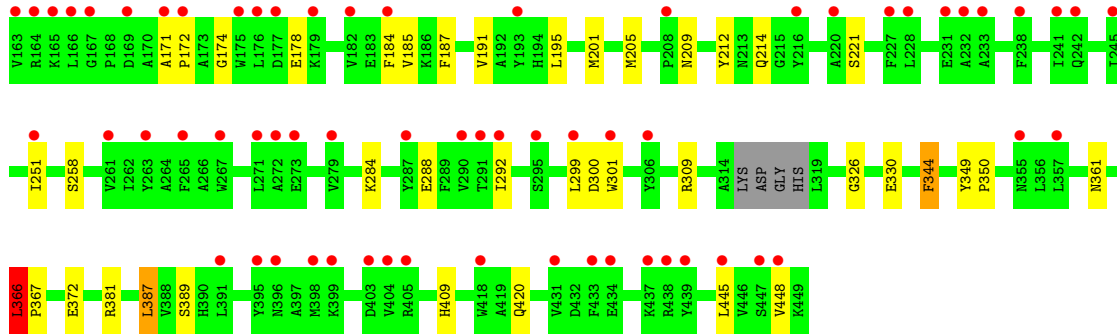 V163 R164 K165 L166 G167 P168 D169 A170 A171 P172 A173 G174 W175 L176 D177 E178 K179 V182 E183 F184 V185 K186 F187 V191 A192 Y193 H194 L195 M201 M205 P208 N209 Y212 N213 Q214 G215 Y216 A220 S221 F227 L228 E231 A232 A233 F238 I241 Q242 I245
I251 S258 V261 I262 Y263 A264 F265 A266 W267 L271 A272 E273 V279 K284 Y287 E288 F289 V290 T291 I292 S295 L299 D300 W301 Y306 R309 A314 LYS ASP GLY HIS L319 G326 E330 F344 Y349 P350 N355 L356 L357 N361
L366 P367 E372 R381 L387 V388 S389 H390 L391 Y395 N396 A397 M398 K399 D403 V404 R405 H409 W418 A419 Q420 V431 D432 F433 E434 K437 R438 Y439 L445 V446 S447 V448 K449